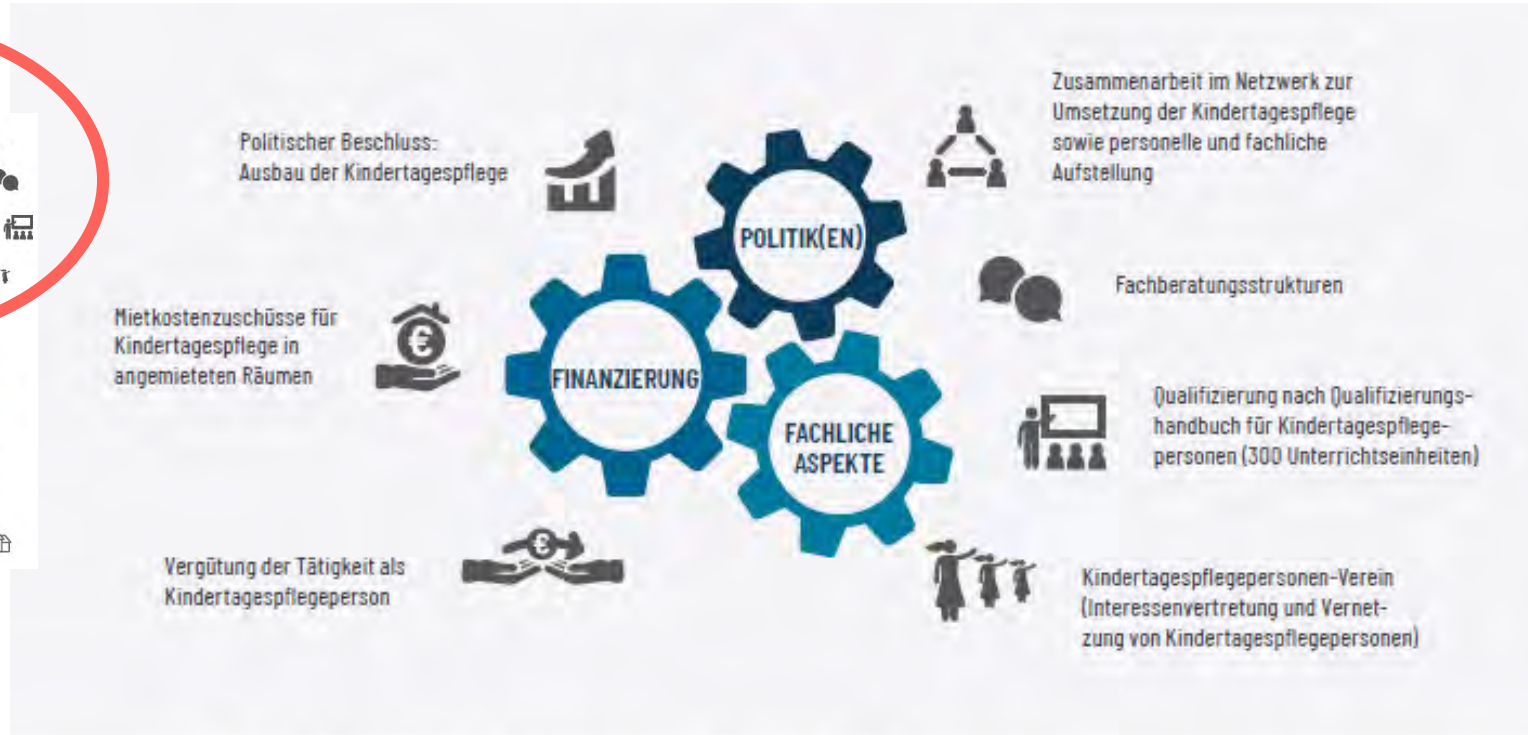 Politischer Beschluss:
Ausbau der Kindertagespflege
Mietkostenzuschüsse für
Kindertagespflege in
angemieteten Räumen
Vergütung der Tätigkeit als
Kindertagespflegeperson
POLITIK(EN)
FINANZIERUNG
FACHLICHE
ASPEKTE
Zusammenarbeit im Netzwerk zur
Umsetzung der Kindertagespflege
sowie personelle und fachliche
Aufstellung
Fachberatungsstrukturen
Qualifizierung nach Qualifizierungs-
handbuch für Kindertagespflege-
personen (300 Unterrichtseinheiten)
Kindertagespflegepersonen-Verein
(Interessenvertretung und Vernet-
zung von Kindertagespflegepersonen)